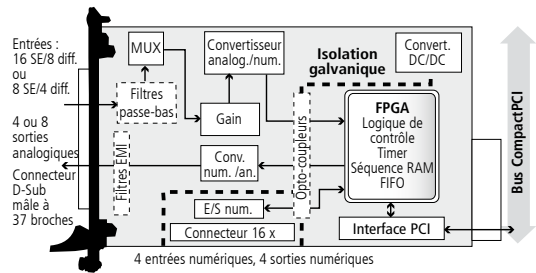 Entrées :
16 SE/8 diff.
ou
8 SE/4 diff.
4 ou 8
sorties
analogiques
Connecteur
D-Sub
mâle à
37 broches
MUX
Filtres
passe-bas
Filtres EMI
Convertisseur
analog./num.
Gain
Conv.
num. /an.
E/S num.
Connecteur 16 x
Isolation
galvanique
Opto-coupleurs
Convert.
DC/DC
FPGA
Logique de
contrôle
Timer
Séquence RAM
FIFO
Interface PCI
Bus CompactPCI
4 entrées numériques, 4 sorties numériques